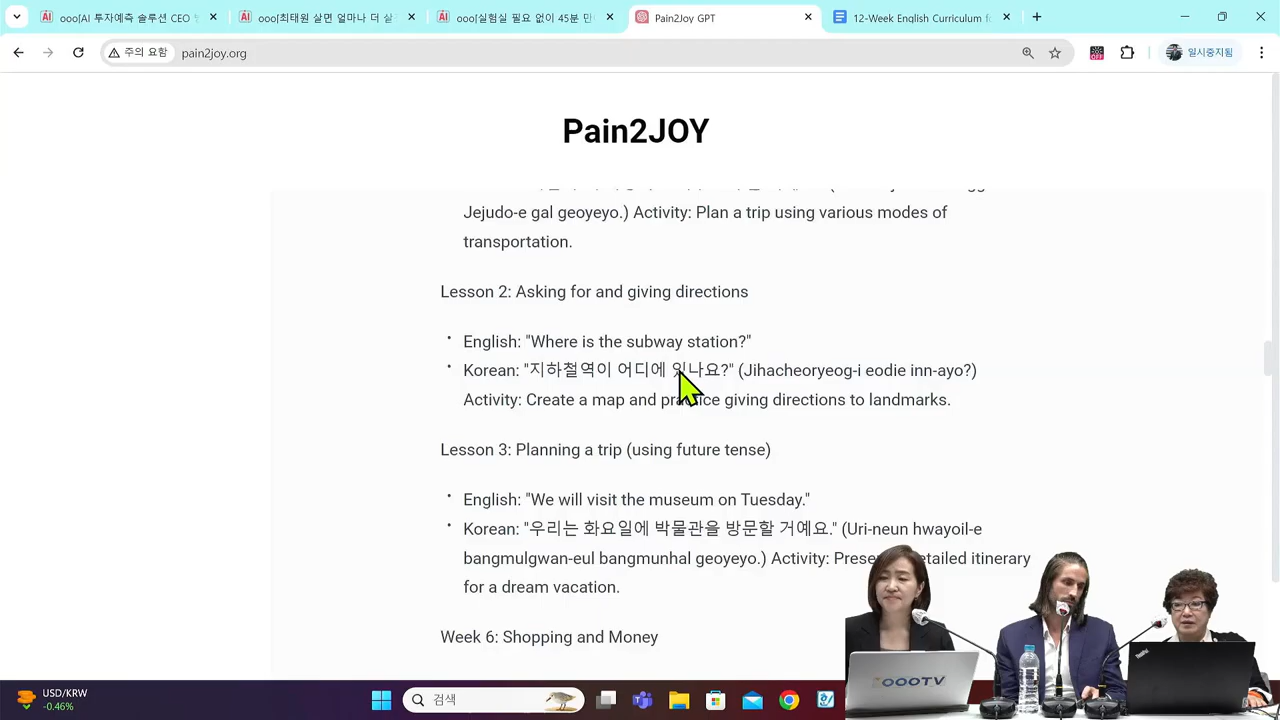 ooo[AI 투자예측 솔루션 CEO 인
ooo[최태원 살면 얼마나 더 살
ooo[실험실 필요 없이 45분 만
Pain2Joy GPT
12-Week English Curriculum f
주의 요함
pain2joy.org
OFF
일시중지됨
Pain2JOY
Jejudo-e gal geoyeyo.) Activity: Plan a trip using various modes of
transportation.
Lesson 2: Asking for and giving directions
English: "Where is the subway station?"
Korean: "지하철역이 어디에 있나요?" (Jihacheoryeog-i eodie inn-ayo?)
Activity: Create a map and practice giving directions to landmarks.
Lesson 3: Planning a trip (using future tense)
English: "We will visit the museum on Tuesday."
Korean: "우리는 화요일에 박물관을 방문할 거예요." (Uri-neun hwayoil-e
bangmulgwan-eul bangmunhal geoyeyo.) Activity: Prese etailed itinerary
for a dream vacation.
Week 6: Shopping and Money
OOOTV
ThinkPad
USD/KRW
-0.46%
검색